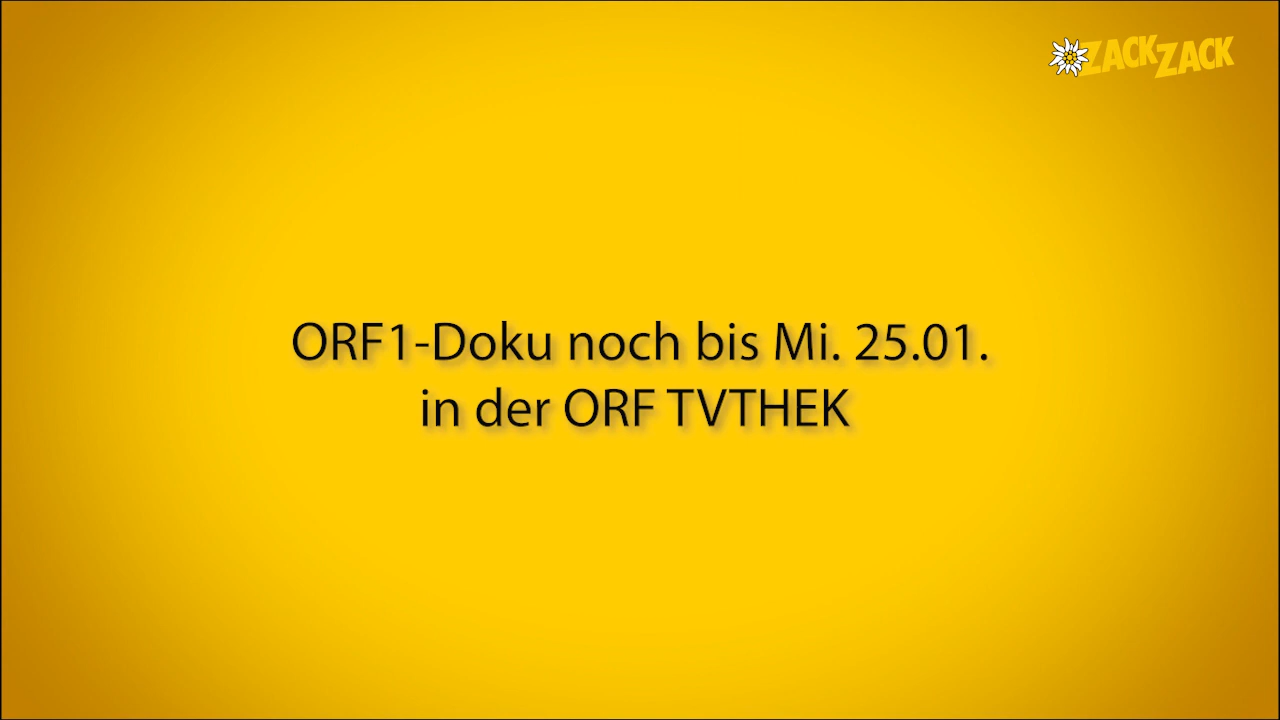 ZACKZACK
ORF1-Doku noch bis Mi. 25.01.
in der ORF TVTHEK